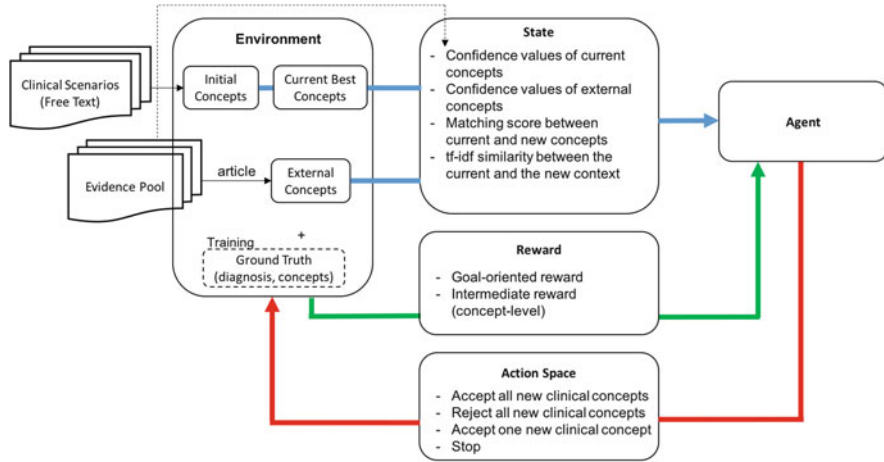 Environment
Clinical Scenarios
(Free Text)
Initial
Concepts
Current Best
Concepts
Evidence Pool
article
External
Concepts
+
Training
Ground Truth
(diagnosis, concepts)
State
- Confidence values of current
concepts
- Confidence values of external
concepts
- Matching score between
current and new concepts
- tf-idf similarity between the
current and the new context
Agent
Reward
- Goal-oriented reward
- Intermediate reward
(concept-level)
Action Space
- Accept all new clinical concepts
- Reject all new clinical concepts
- Accept one new clinical concept
- Stop